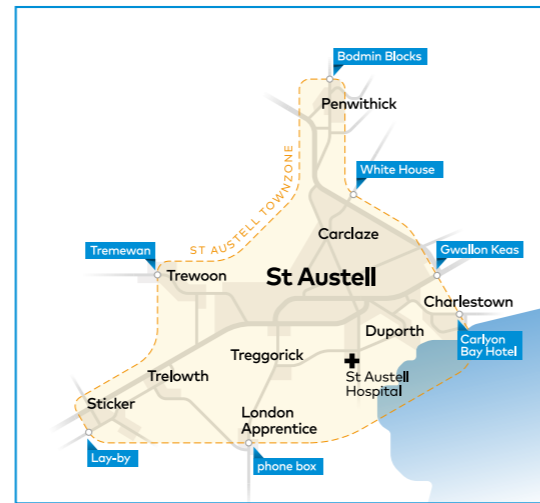 Bodmin Blocks
Penwithick
White House
ST AUSTELL TOWNZONE
Carclaze
Tremewan
Trewoon
St Austell
Gwallon Keas
Charlestown
Duporth
Carlyon
Bay Hotel
Treggorick
St Austell
Hospital
Trelowth
Sticker
London
Apprentice
Lay-by
phone box